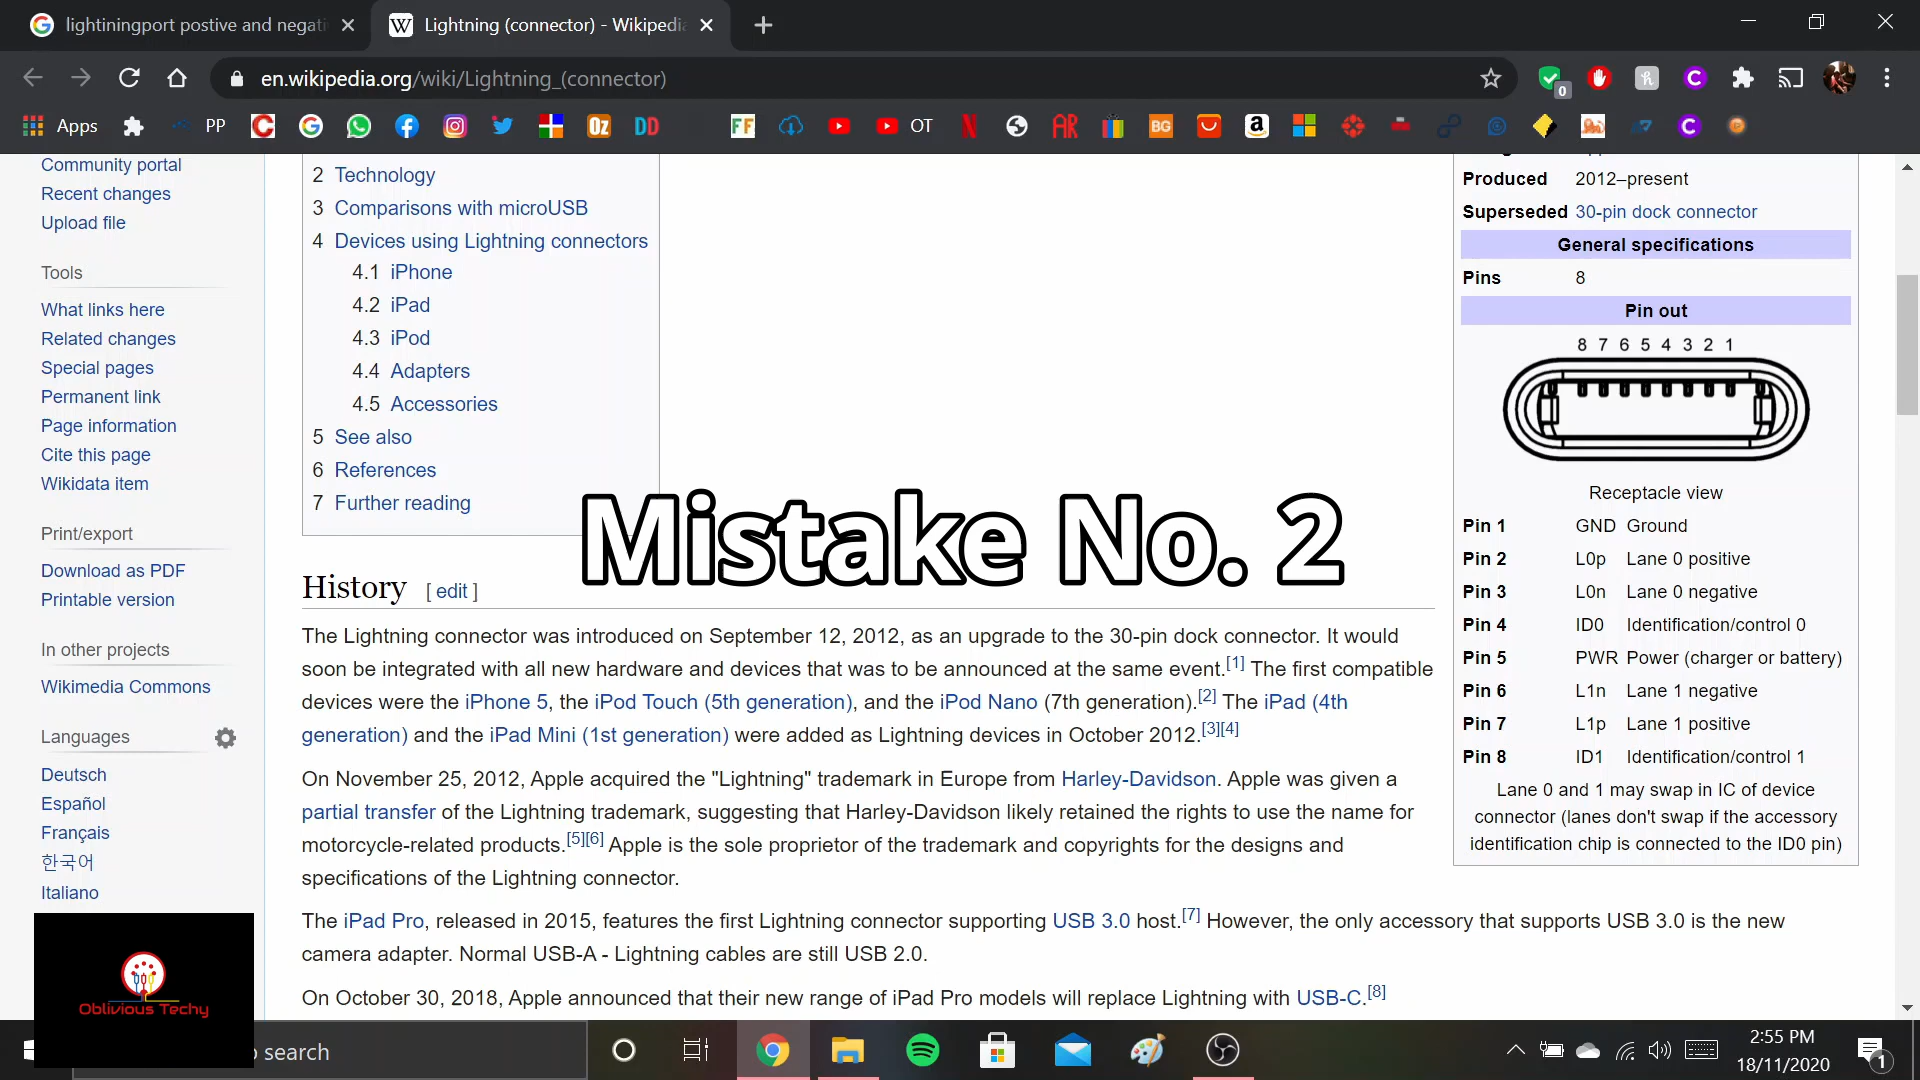 lightiningport postive and negati
Lightning (connector) - Wikipedia
en.wikipedia.org/wiki/Lightning_(connector)
0
Apps
PP
OZ
DD
FF
OT
AR
BG
Community portal
Recent changes
Upload file
Tools
What links here
Related changes
Special pages
Permanent link
Page information
Cite this page
Wikidata item
Print/export
Download as PDF
Printable version
In other projects
Wikimedia Commons
Languages
Deutsch
Español
Français
한국어
Italiano
Oblivious Techy
2 Technology
3 Comparisons with microUSB
4 Devices using Lightning connectors
4.1 iPhone
4.2 iPad
4.3 iPod
4.4 Adapters
4.5 Accessories
5 See also
6 References
7 Further reading
Mistake No. 2
History [ edit ]
The Lightning connector was introduced on September 12, 2012, as an upgrade to the 30-pin dock connector. It would
soon be integrated with all new hardware and devices that was to be announced at the same event.[1] The first compatible
devices were the iPhone 5, the iPod Touch (5th generation), and the iPod Nano (7th generation).[2] The iPad (4th
generation) and the iPad Mini (1st generation) were added as Lightning devices in October 2012.[3][4]
On November 25, 2012, Apple acquired the "Lightning" trademark in Europe from Harley-Davidson. Apple was given a
partial transfer of the Lightning trademark, suggesting that Harley-Davidson likely retained the rights to use the name for
motorcycle-related products.[5][6] Apple is the sole proprietor of the trademark and copyrights for the designs and
specifications of the Lightning connector.
The iPad Pro, released in 2015, features the first Lightning connector supporting USB 3.0 host.[7] However, the only accessory that supports USB 3.0 is the new
camera adapter. Normal USB-A - Lightning cables are still USB 2.0.
On October 30, 2018, Apple announced that their new range of iPad Pro models will replace Lightning with USB-C.[8]
Produced 2012–present
Superseded 30-pin dock connector
General specifications
Pins 8
Pin out
8 7 6 5 4 3 2 1
Receptacle view
Pin 1 GND Ground
Pin 2 L0p Lane 0 positive
Pin 3 L0n Lane 0 negative
Pin 4 ID0 Identification/control 0
Pin 5 PWR Power (charger or battery)
Pin 6 L1n Lane 1 negative
Pin 7 L1p Lane 1 positive
Pin 8 ID1 Identification/control 1
Lane 0 and 1 may swap in IC of device
connector (lanes don't swap if the accessory
identification chip is connected to the ID0 pin)
search
2:55 PM
18/11/2020
1